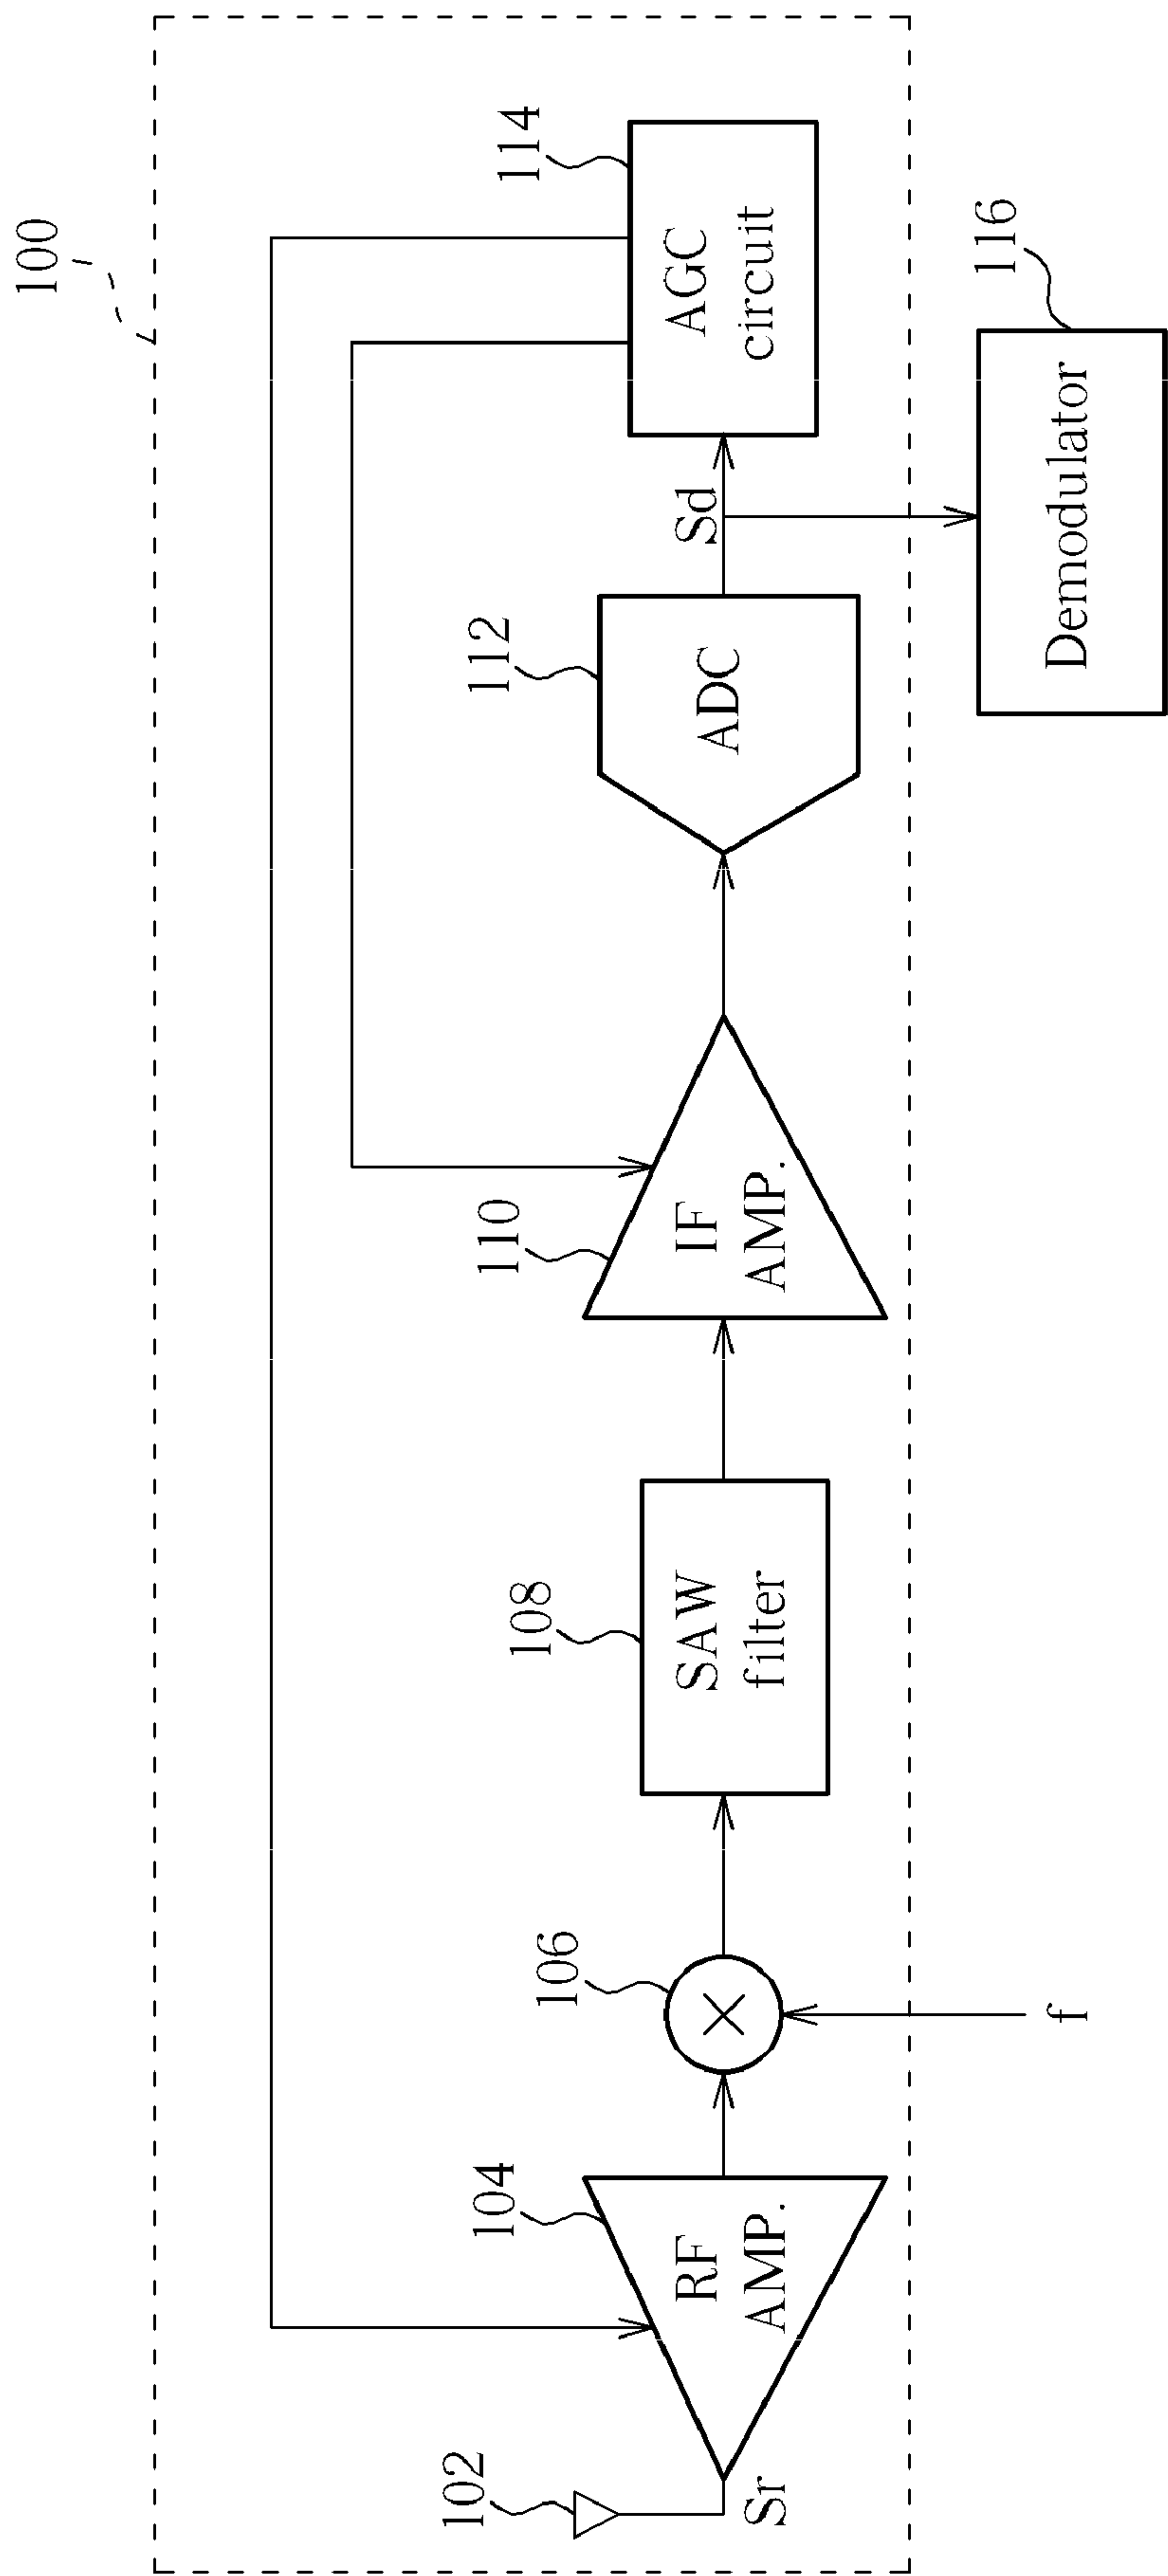 100
102
Sr
104
RF
AMP.
106
f
108
SAW
filter
110
IF
AMP.
112
ADC
Sd
114
AGC
circuit
116
Demodulator